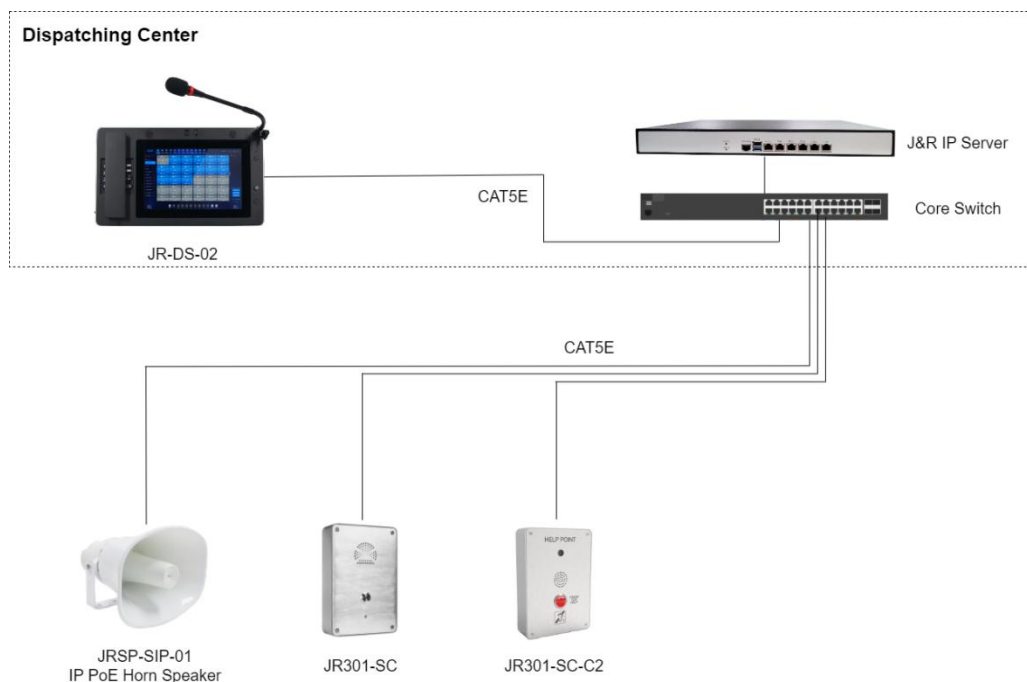 Dispatching Center
J&R IP Server
CAT5E
Core Switch
JR-DS-02
CAT5E
HELP POINT
JRSP-SIP-01
IP PoE Horn Speaker
JR301-SC
JR301-SC-C2